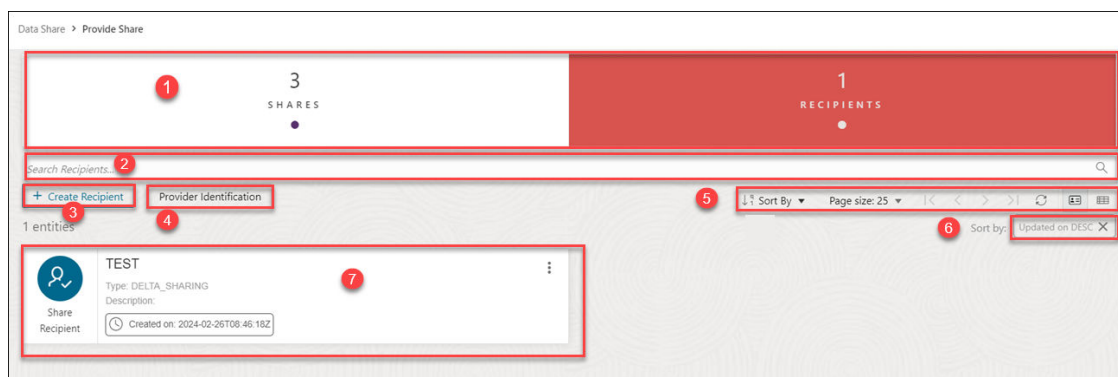 Data Share > Provide Share
1
3
SHARES
1
RECIPIENTS
Search Recipients...
2
+ Create Recipient
3
Provider Identification
4
5
Sort By
Page size: 25
1 entities
6
Sort by:
Updated on DESC X
7
TEST
Type: DELTA_SHARING
Description:
Created on: 2024-02-26T08:46:18Z
Share
Recipient